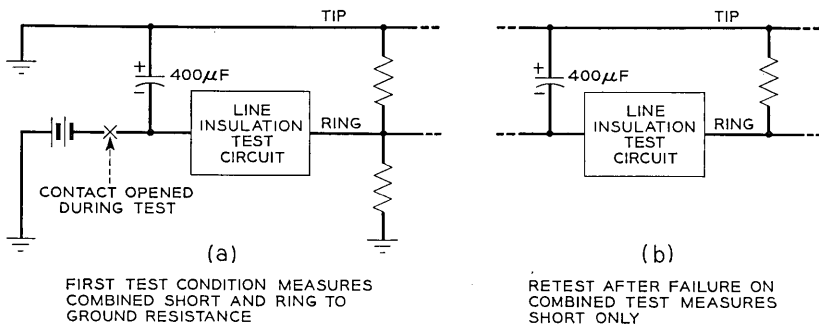 TIP
+
400µF
-
LINE
INSULATION
TEST
CIRCUIT
RING
CONTACT OPENED
DURING TEST
(a)
FIRST TEST CONDITION MEASURES
COMBINED SHORT AND RING TO
GROUND RESISTANCE
TIP
+
400µF
-
LINE
INSULATION
TEST
CIRCUIT
RING
(b)
RETEST AFTER FAILURE ON
COMBINED TEST MEASURES
SHORT ONLY